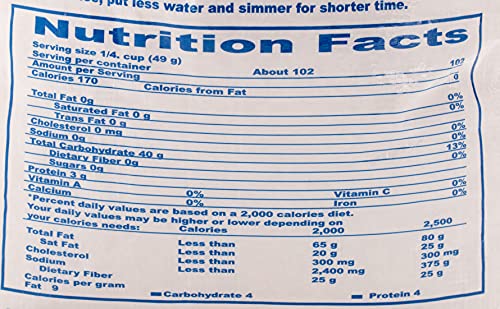 , put less water and simmer for shorter time.
Nutrition Facts
Serving size 1/4. cup (49 g)
Serving per container About 102 102
Amount per Serving 0
Calories 170 Calories from Fat
0%
Total Fat 0g 0%
Saturated Fat 0 g
Trans Fat 0 g 0%
Cholesterol 0 mg 0%
Sodium 0g 13%
Total Carbohydrate 40 g 0%
Dietary Fiber 0g
Sugars 0g
Protein 3 g 0%
Vitamin A 0% Vitamin C 0%
Calcium 0% Iron
*Percent daily values are based on a 2,000 calories diet.
Your daily values may be higher or lower depending on
your calories needs: Calories 2,000 2,500
Total Fat Less than 65 g 80 g
Sat Fat Less than 20 g 25 g
Cholesterol Less than 300 mg 300 mg
Sodium Less than 2,400 mg 375 g
Dietary Fiber 25 g 25 g
Calories per gram
Fat 9 Carbohydrate 4 Protein 4